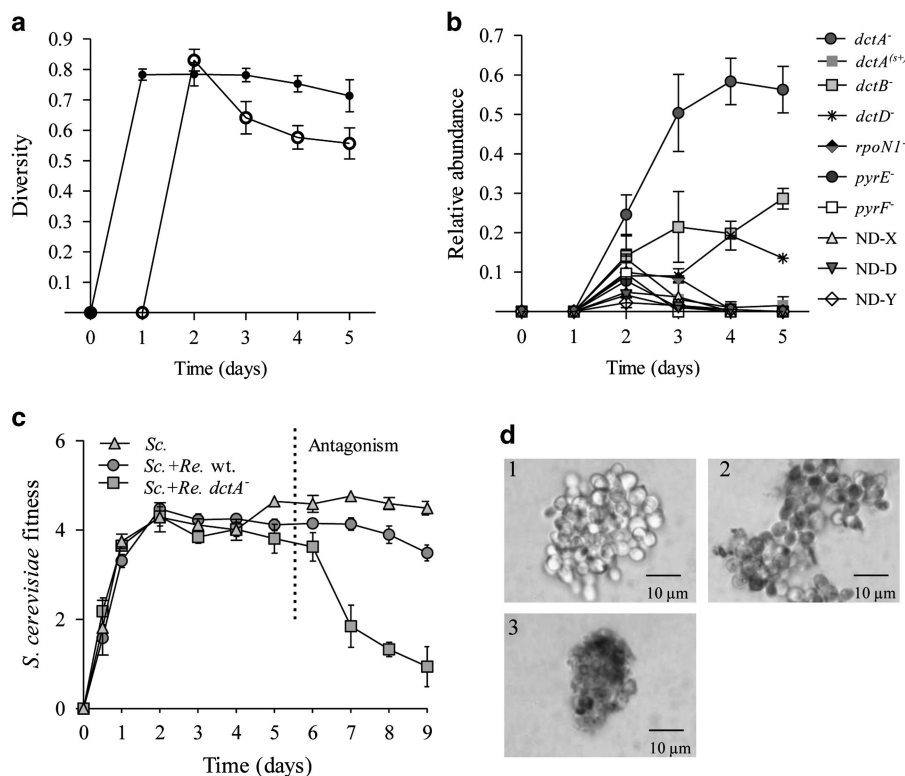 a
0.9
0.8
0.7
0.6
0.5
0.4
0.3
0.2
0.1
Diversity
0 1 2 3 4 5
Time (days)
b
0.7
0.6
0.5
0.4
0.3
0.2
0.1
Relative abundance
0 1 2 3 4 5
Time (days)
dctA-
dctA(s+,
dctB-
dctD-
rpoN1-
pyrE-
pyrF-
ND-X
ND-D
ND-Y
c
6
4
2
0
S. cerevisiae fitness
Sc.
Sc.+Re. wt.
Sc.+Re. dctA-
Antagonism
0 1 2 3 4 5 6 7 8 9
Time (days)
d
1
10 µm
2
10 µm
3
10 µm